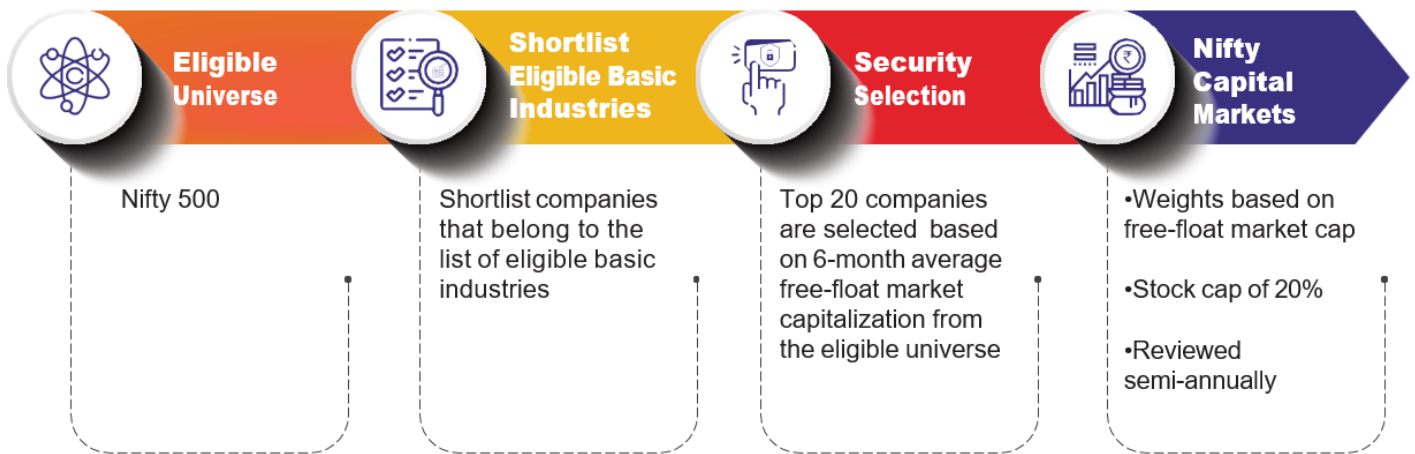 Eligible
Universe
Nifty 500
Shortlist
Eligible Basic
Industries
Shortlist companies
that belong to the
list of eligible basic
industries
Security
Selection
Top 20 companies
are selected based
on 6-month average
free-float market
capitalization from
the eligible universe
Nifty
Capital
Markets
•Weights based on
free-float market cap
•Stock cap of 20%
•Reviewed
semi-annually